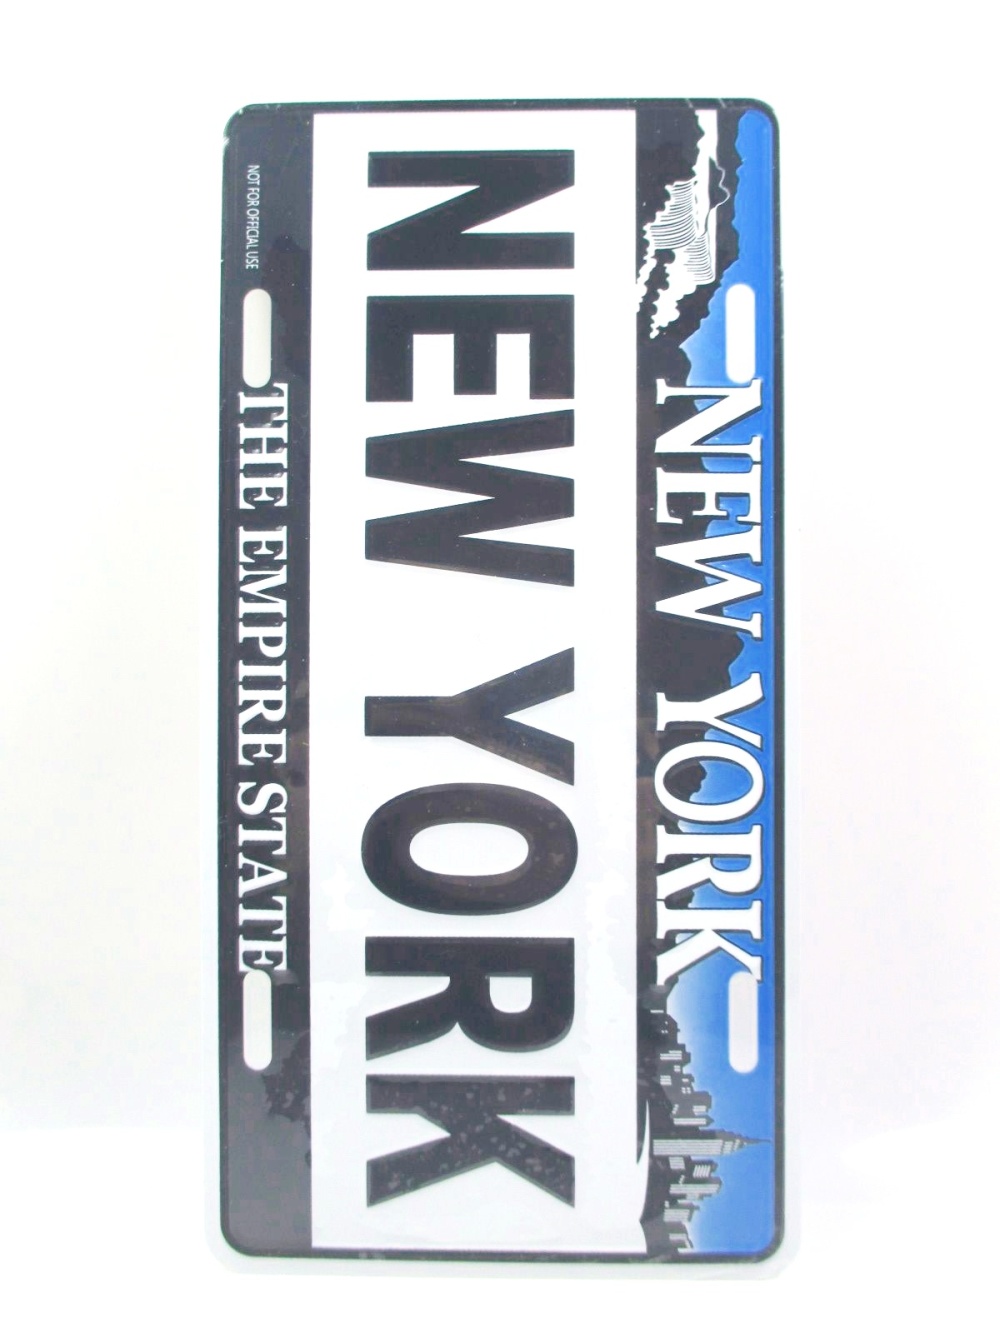 NEW YORK
NEW YORK
THE EMPIRE STATE
NOT FOR OFFICIAL USE